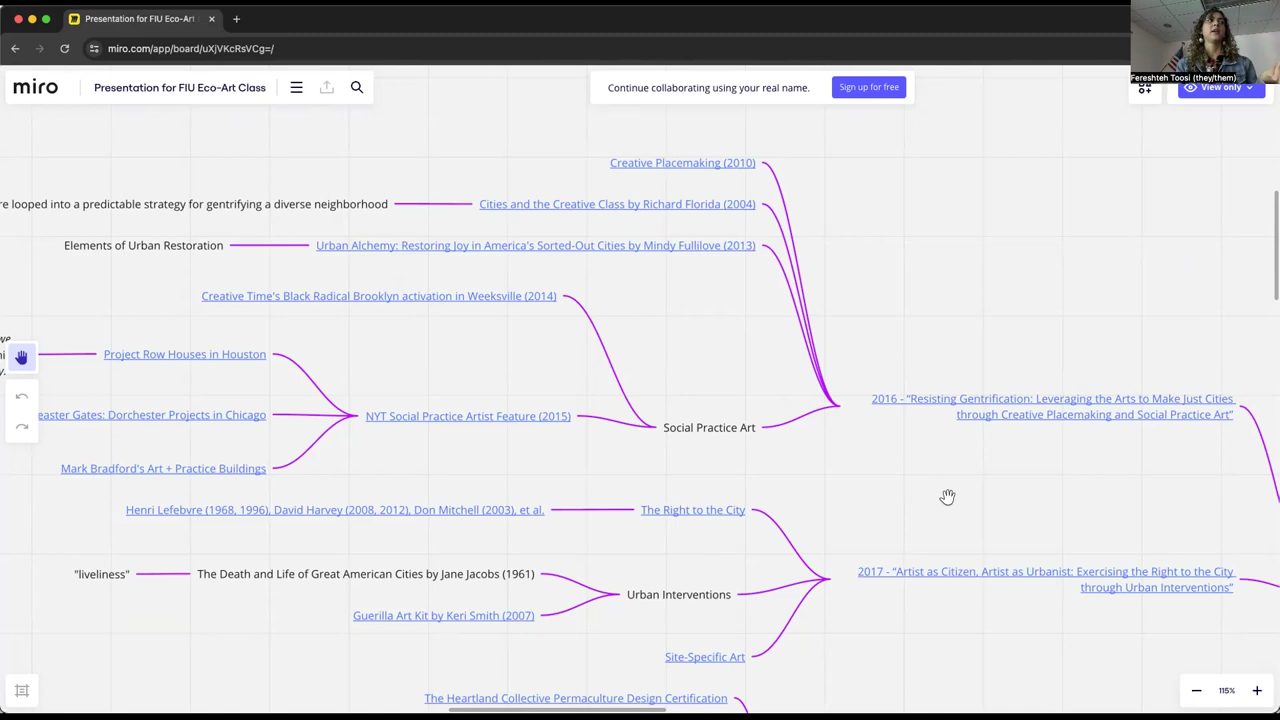 Presentation for FIU Eco-Art
miro.com/app/board/uXjVKcRsVCg=/
Fereshteh Toosi (they/them)
miro
Presentation for FIU Eco-Art Class
Continue collaborating using your real name.
Sign up for free
View only
Creative Placemaking (2010)
re looped into a predictable strategy for gentrifying a diverse neighborhood
Cities and the Creative Class by Richard Florida (2004)
Elements of Urban Restoration
Urban Alchemy: Restoring Joy in America's Sorted-Out Cities by Mindy Fullilove (2013)
Creative Time's Black Radical Brooklyn activation in Weeksville (2014)
Project Row Houses in Houston
easter Gates: Dorchester Projects in Chicago
NYT Social Practice Artist Feature (2015)
Social Practice Art
2016 - “Resisting Gentrification: Leveraging the Arts to Make Just Cities
through Creative Placemaking and Social Practice Art”
Mark Bradford's Art + Practice Buildings
Henri Lefebvre (1968, 1996), David Harvey (2008, 2012), Don Mitchell (2003), et al.
The Right to the City
"liveliness"
The Death and Life of Great American Cities by Jane Jacobs (1961)
Urban Interventions
2017 - “Artist as Citizen, Artist as Urbanist: Exercising the Right to the City
through Urban Interventions”
Guerilla Art Kit by Keri Smith (2007)
Site-Specific Art
The Heartland Collective Permaculture Design Certification
115%